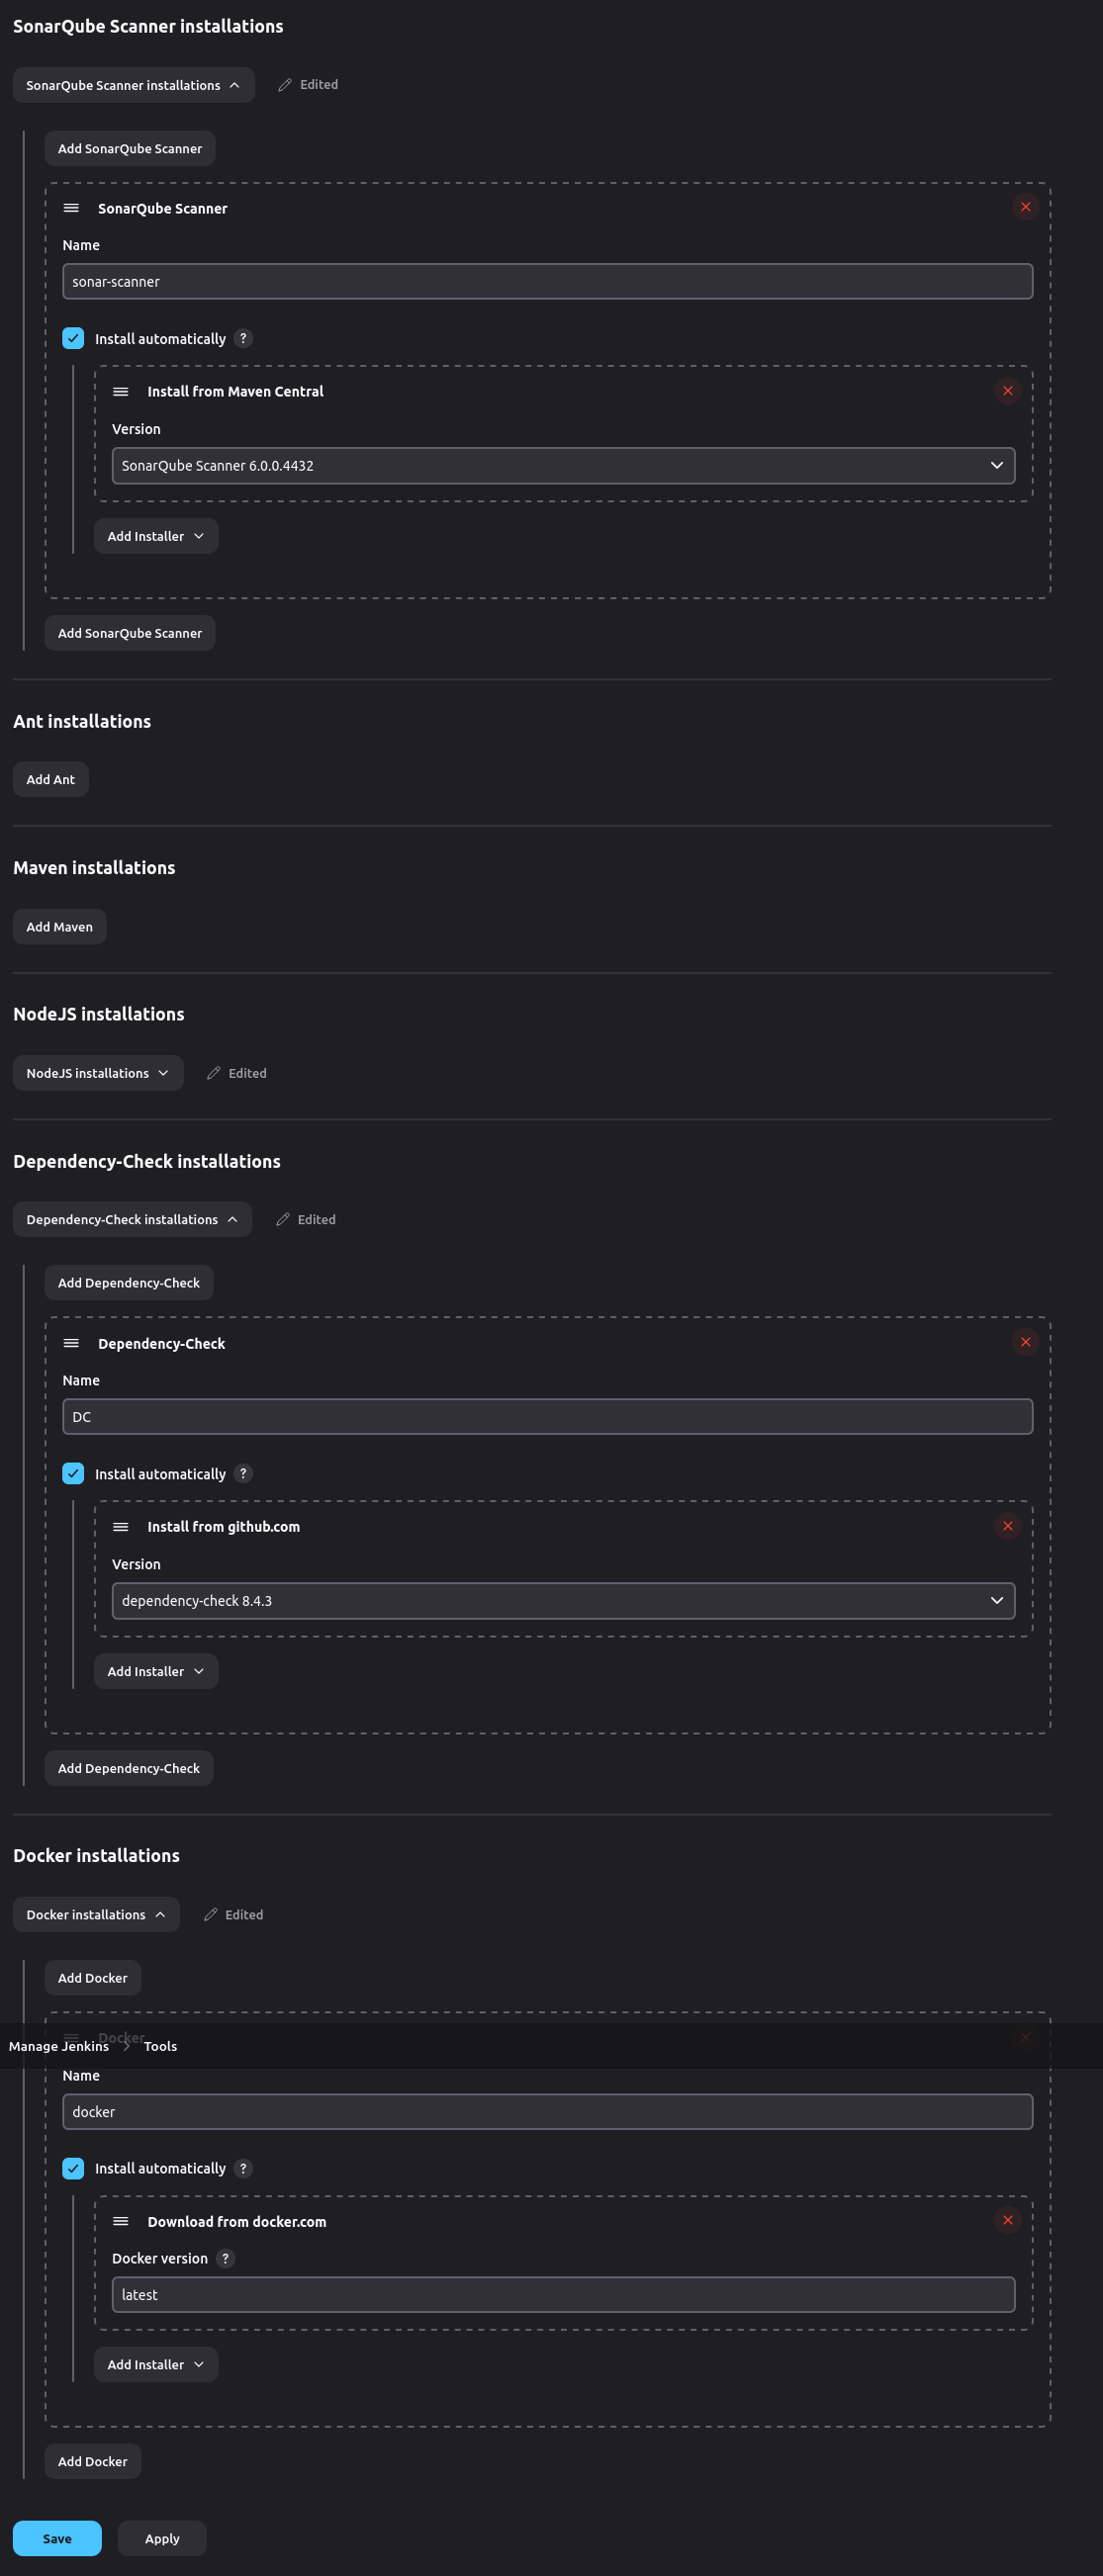 SonarQube Scanner installations
SonarQube Scanner installations Edited
Add SonarQube Scanner
SonarQube Scanner
Name
sonar-scanner
Install automatically ?
Install from Maven Central
Version
SonarQube Scanner 6.0.0.4432
Add Installer
Add SonarQube Scanner
Ant installations
Add Ant
Maven installations
Add Maven
NodeJS installations
NodeJS installations Edited
Dependency-Check installations
Dependency-Check installations Edited
Add Dependency-Check
Dependency-Check
Name
DC
Install automatically ?
Install from github.com
Version
dependency-check 8.4.3
Add Installer
Add Dependency-Check
Docker installations
Docker installations Edited
Add Docker
Docker
Manage Jenkins Tools
Name
docker
Install automatically ?
Download from docker.com
Docker version ?
latest
Add Installer
Add Docker
Save Apply